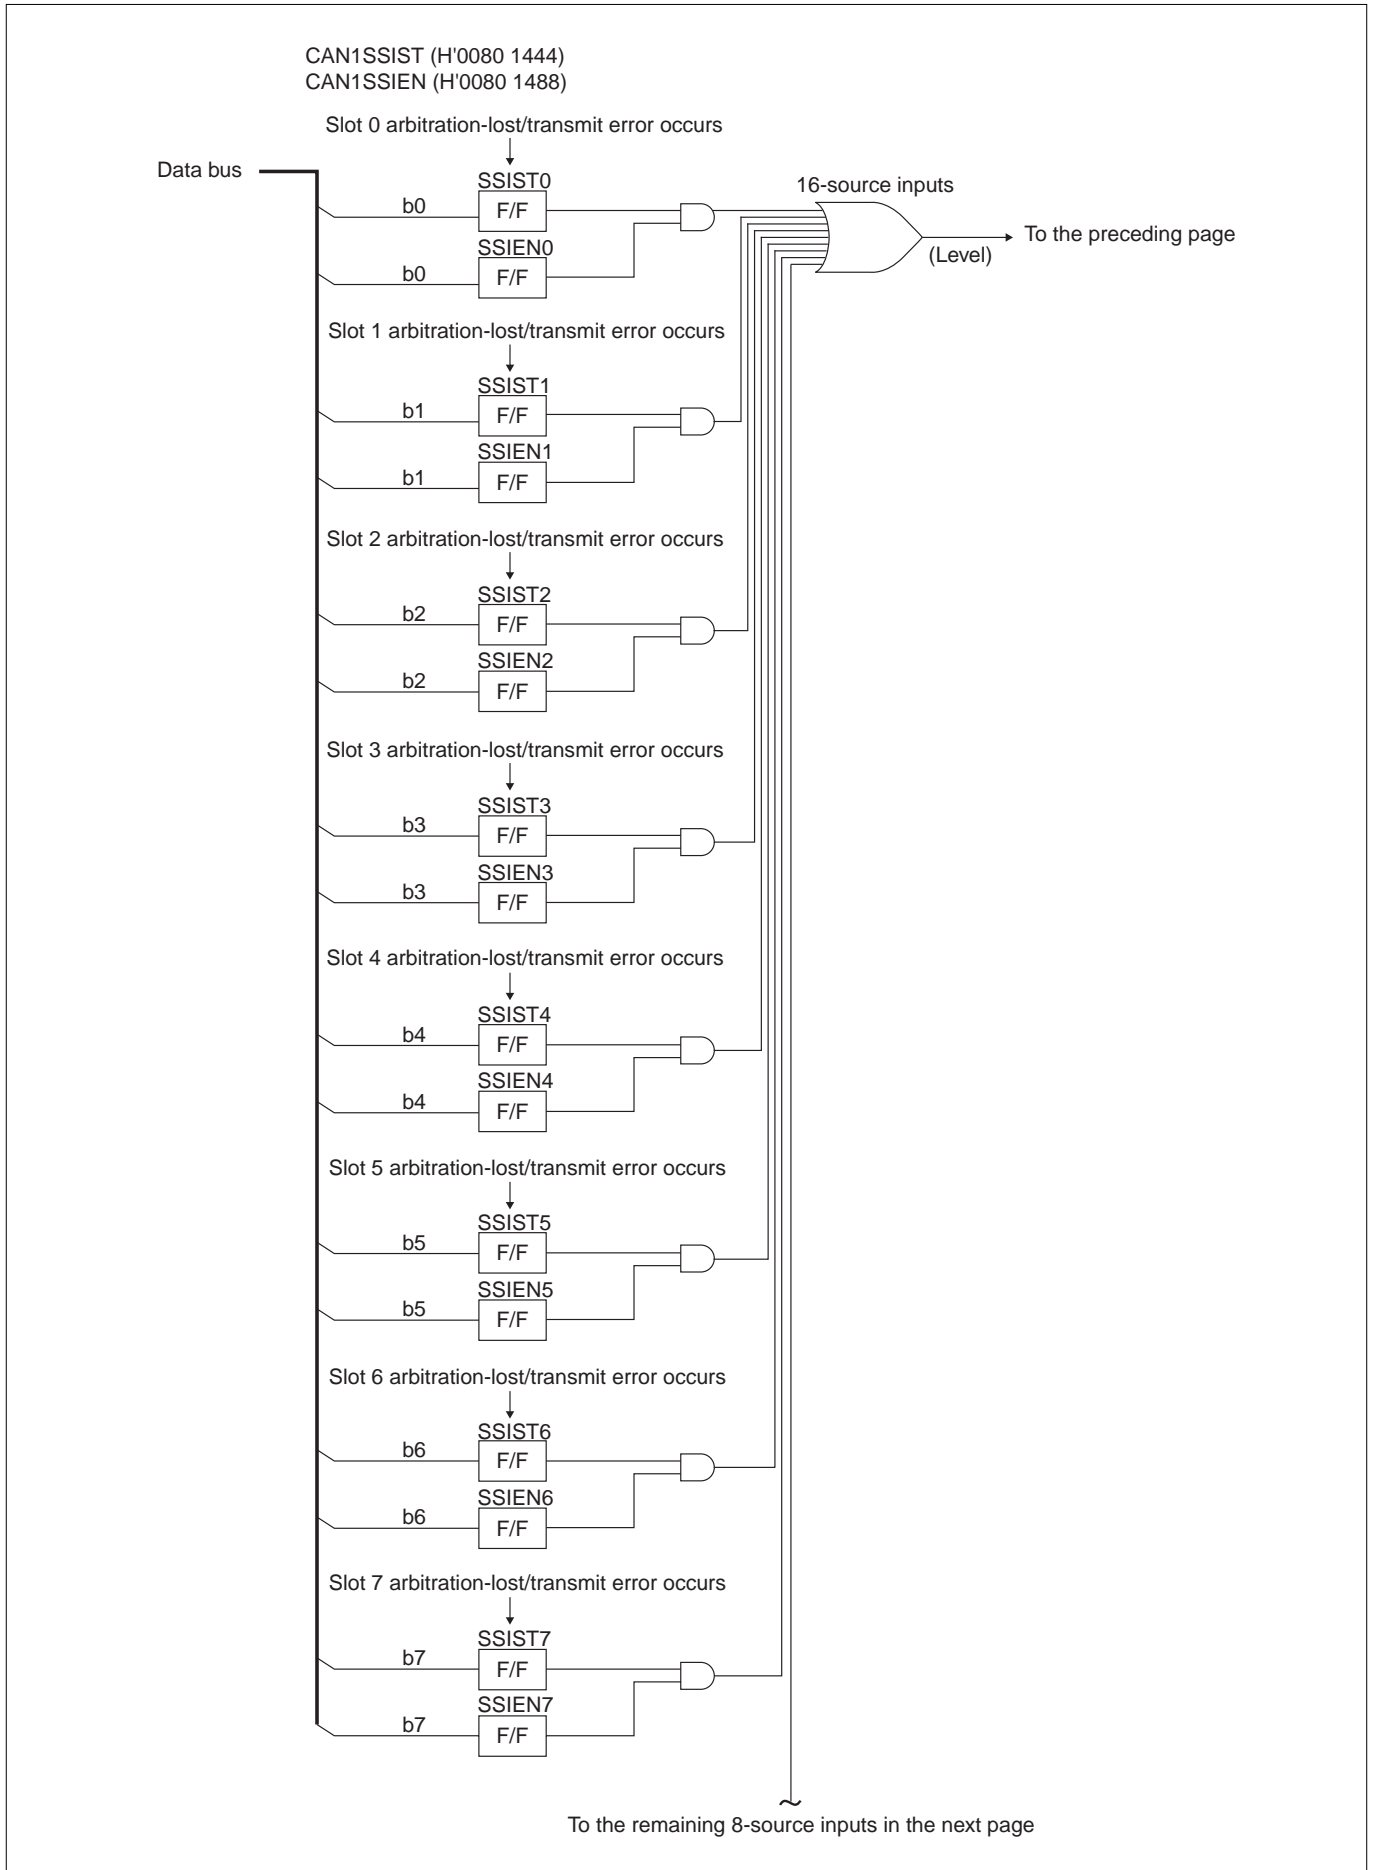 CAN1SSIST (H'0080 1444)
CAN1SSIEN (H'0080 1488)
Slot 0 arbitration-lost/transmit error occurs
Data bus
SSIST0
16-source inputs
b0
F/F
To the preceding page
SSIEN0
(Level)
b0
F/F
Slot 1 arbitration-lost/transmit error occurs
SSIST1
b1
F/F
SSIEN1
b1
F/F
Slot 2 arbitration-lost/transmit error occurs
SSIST2
b2
F/F
SSIEN2
b2
F/F
Slot 3 arbitration-lost/transmit error occurs
SSIST3
b3
F/F
SSIEN3
b3
F/F
Slot 4 arbitration-lost/transmit error occurs
SSIST4
b4
F/F
SSIEN4
b4
F/F
Slot 5 arbitration-lost/transmit error occurs
SSIST5
b5
F/F
SSIEN5
b5
F/F
Slot 6 arbitration-lost/transmit error occurs
SSIST6
b6
F/F
SSIEN6
b6
F/F
Slot 7 arbitration-lost/transmit error occurs
SSIST7
b7
F/F
SSIEN7
b7
F/F
To the remaining 8-source inputs in the next page